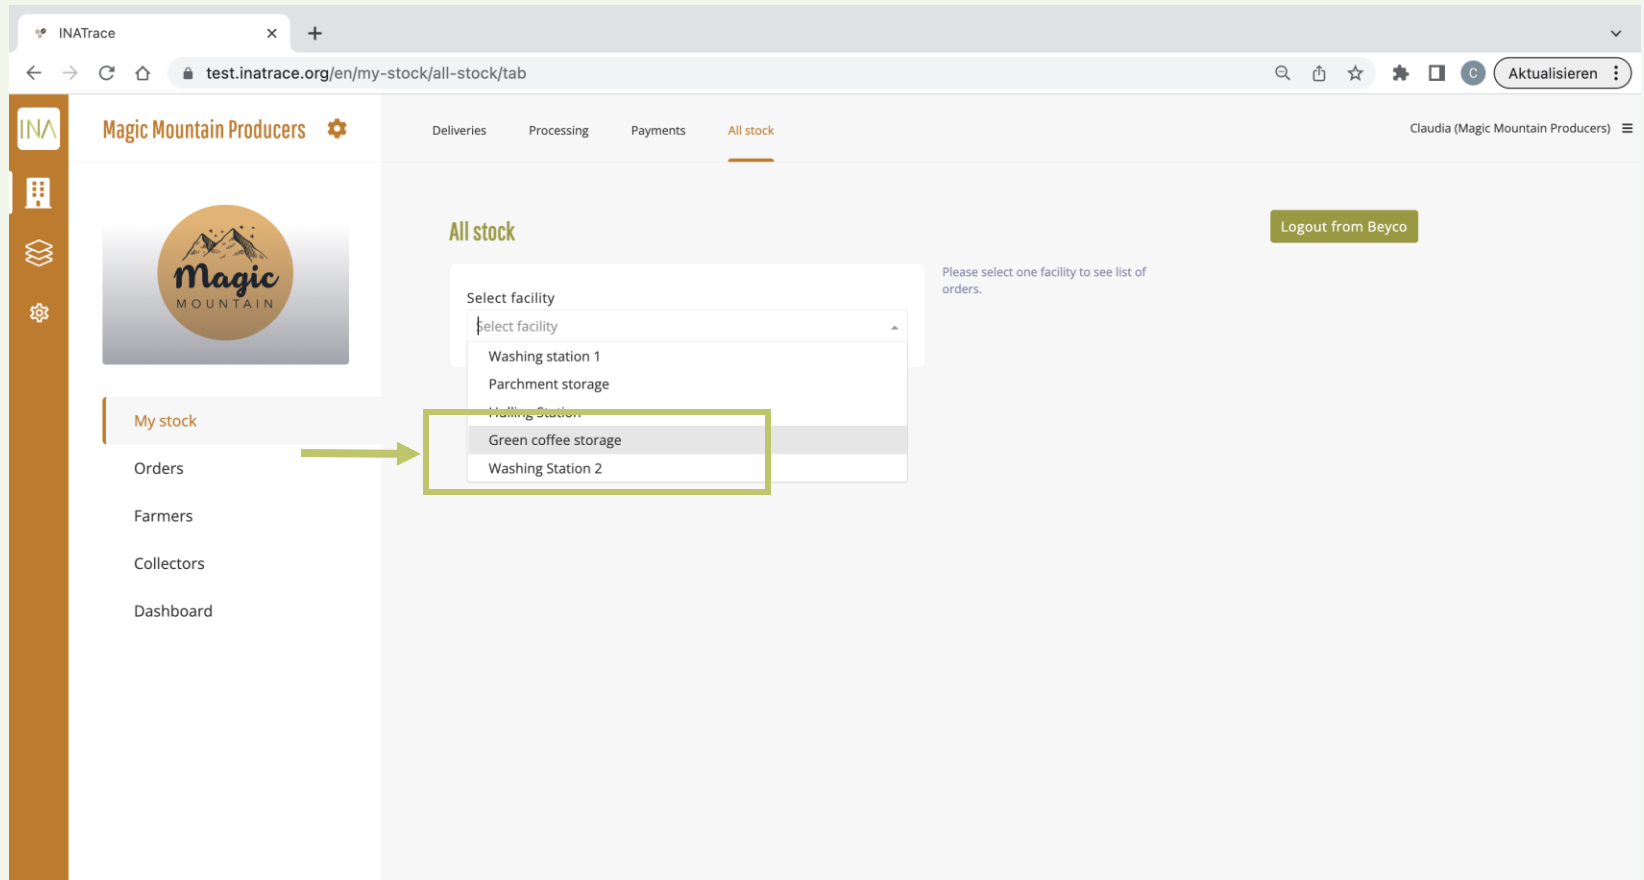 INATrace
test.inatrace.org/en/my-stock/all-stock/tab
C
Aktualisieren
INA
Magic Mountain Producers
Deliveries
Processing
Payments
All stock
Claudia (Magic Mountain Producers)
Magic
MOUNTAIN
All stock
Logout from Beyco
Please select one facility to see list of
orders.
Select facility
Select facility
Washing station 1
Parchment storage
Hulling Station
Green coffee storage
Washing Station 2
My stock
Orders
Farmers
Collectors
Dashboard